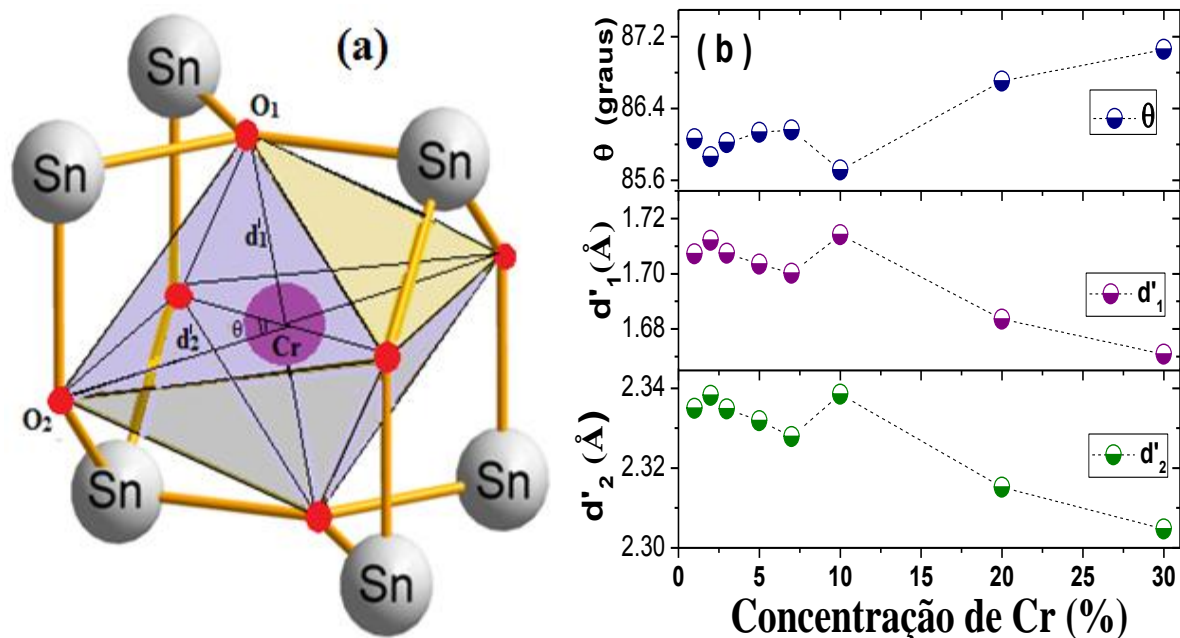 (a)
Sn
O₁
Sn
Sn
d'₁
θ
d'₂
Cr
O₂
Sn
Sn
Sn
(b)
θ (graus)
87.2
86.4
85.6
θ
d'₁(Å)
1.72
1.70
1.68
d'₁
d'₂ (Å)
2.34
2.32
2.30
d'₂
0 5 10 15 20 25 30
Concentração de Cr (%)